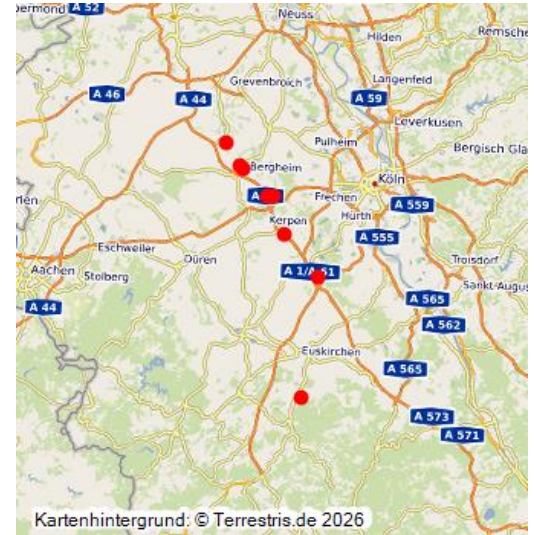 ermond
A 52
Neuss
Hilden
Remsche
Grevenbroich
Langenfeld
A 46
A 44
A 59
Leverkusen
Pulheim
Bergisch Gla
Bergheim
Köln
A
Frechen
A 559
rlen
Kerpen
Hürth
A 555
Eschweiler
Düren
Troisdorf
Aachen
Stolberg
A 1/A 61
Sankt-Augus
A 44
A 565
A 562
Euskirchen
A 565
A 573
A 571
Kartenhintergrund: © Terrestris.de 2026